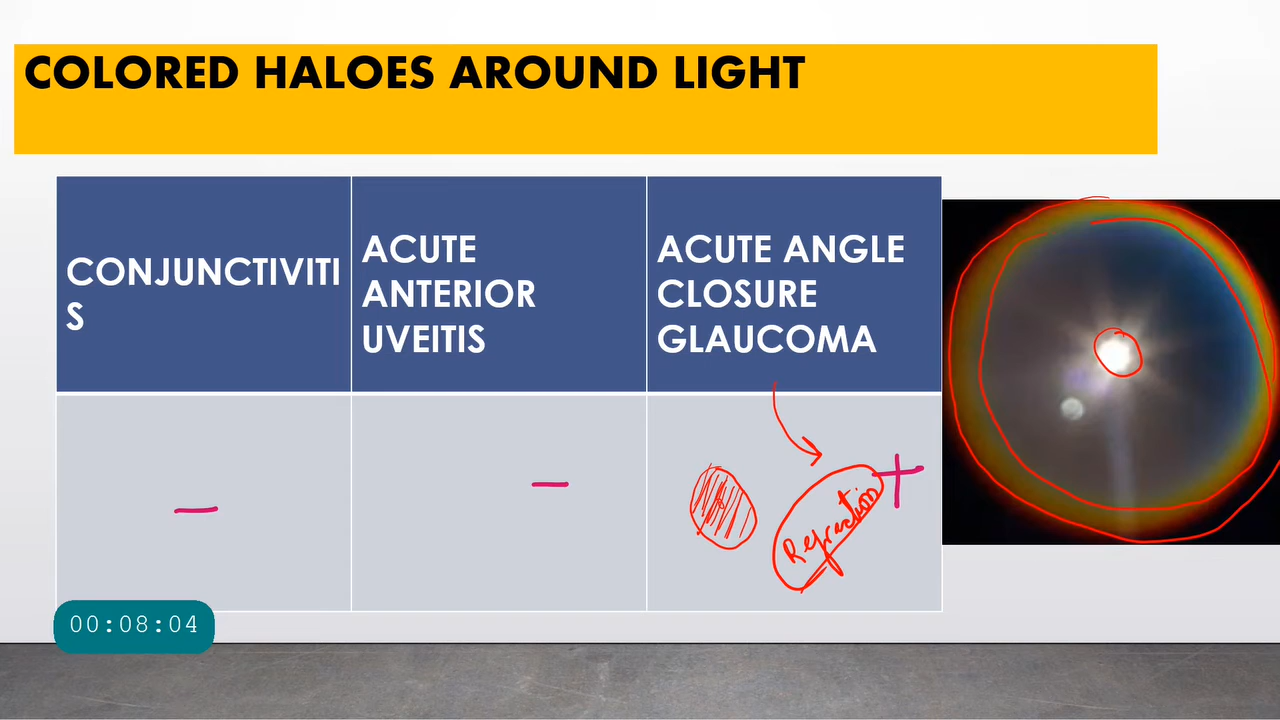 COLORED HALOES AROUND LIGHT
CONJUNCTIVITI
S
ACUTE
ANTERIOR
UVEITIS
ACUTE ANGLE
CLOSURE
GLAUCOMA
—
—
Refraction
+
00:08:04